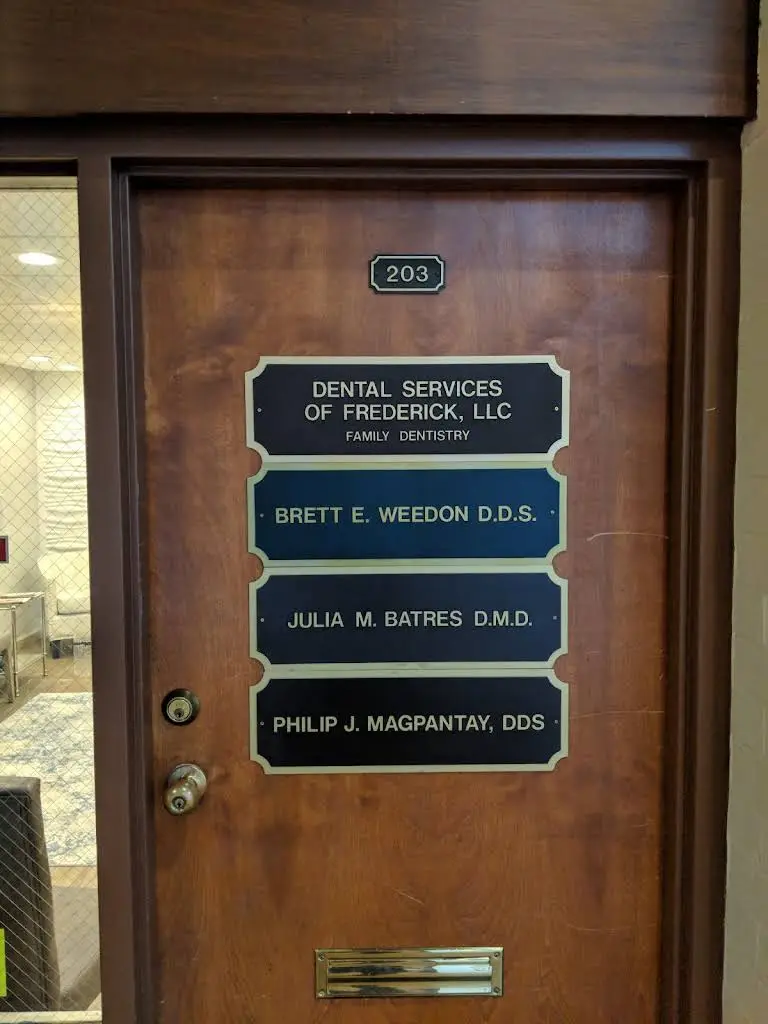 203
DENTAL SERVICES
OF FREDERICK, LLC
FAMILY DENTISTRY
BRETT E. WEEDON D.D.S.
JULIA M. BATRES D.M.D.
PHILIP J. MAGPANTAY, DDS